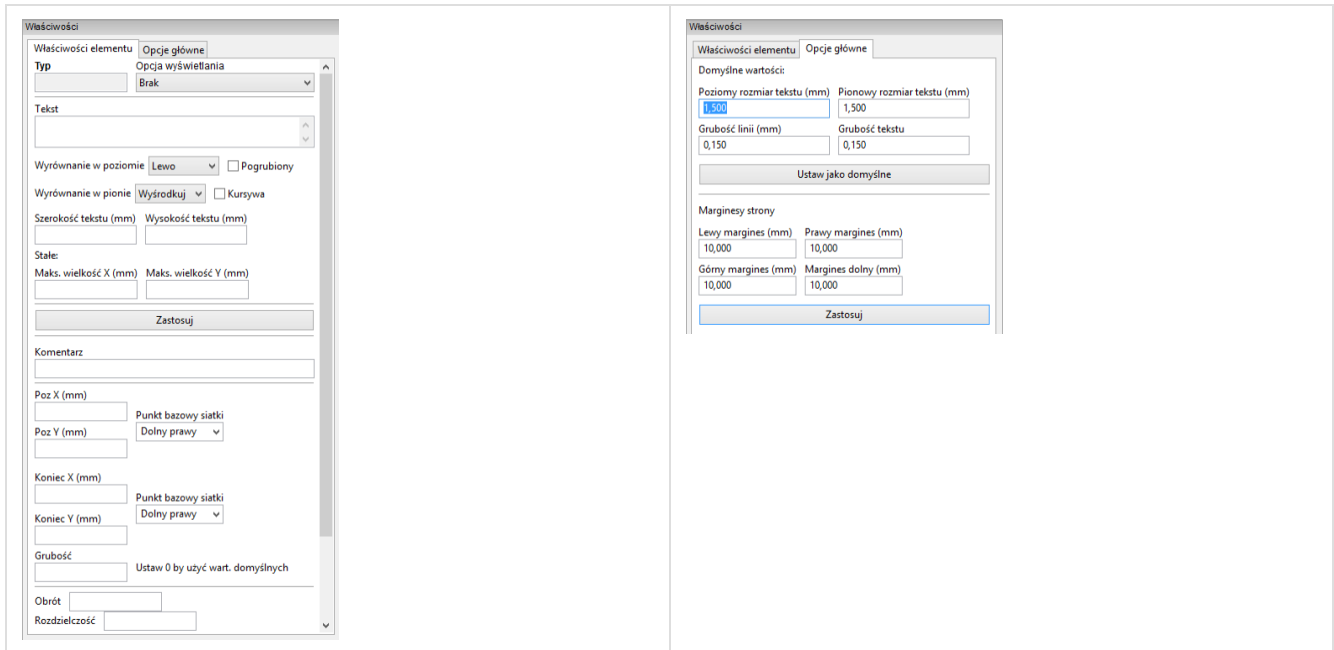 Właściwości
Właściwości elementu Opcje główne
Typ Opcja wyświetlania
Brak
Tekst
Wyrównanie w poziomie Lewo Pogrubiony
Wyrównanie w pionie Wyśrodkuj Kursywa
Szerokość tekstu (mm) Wysokość tekstu (mm)
Stałe:
Maks. wielkość X (mm) Maks. wielkość Y (mm)
Zastosuj
Komentarz
Poz X (mm)
Punkt bazowy siatki
Poz Y (mm) Dolny prawy
Koniec X (mm)
Punkt bazowy siatki
Koniec Y (mm) Dolny prawy
Grubość
Ustaw 0 by użyć wart. domyślnych
Obrót
Rozdzielczość
Właściwości
Właściwości elementu Opcje główne
Domyślne wartości:
Poziomy rozmiar tekstu (mm) Pionowy rozmiar tekstu (mm)
1,500 1,500
Grubość linii (mm) Grubość tekstu
0,150 0,150
Ustaw jako domyślne
Marginesy strony
Lewy margines (mm) Prawy margines (mm)
10,000 10,000
Górny margines (mm) Margines dolny (mm)
10,000 10,000
Zastosuj